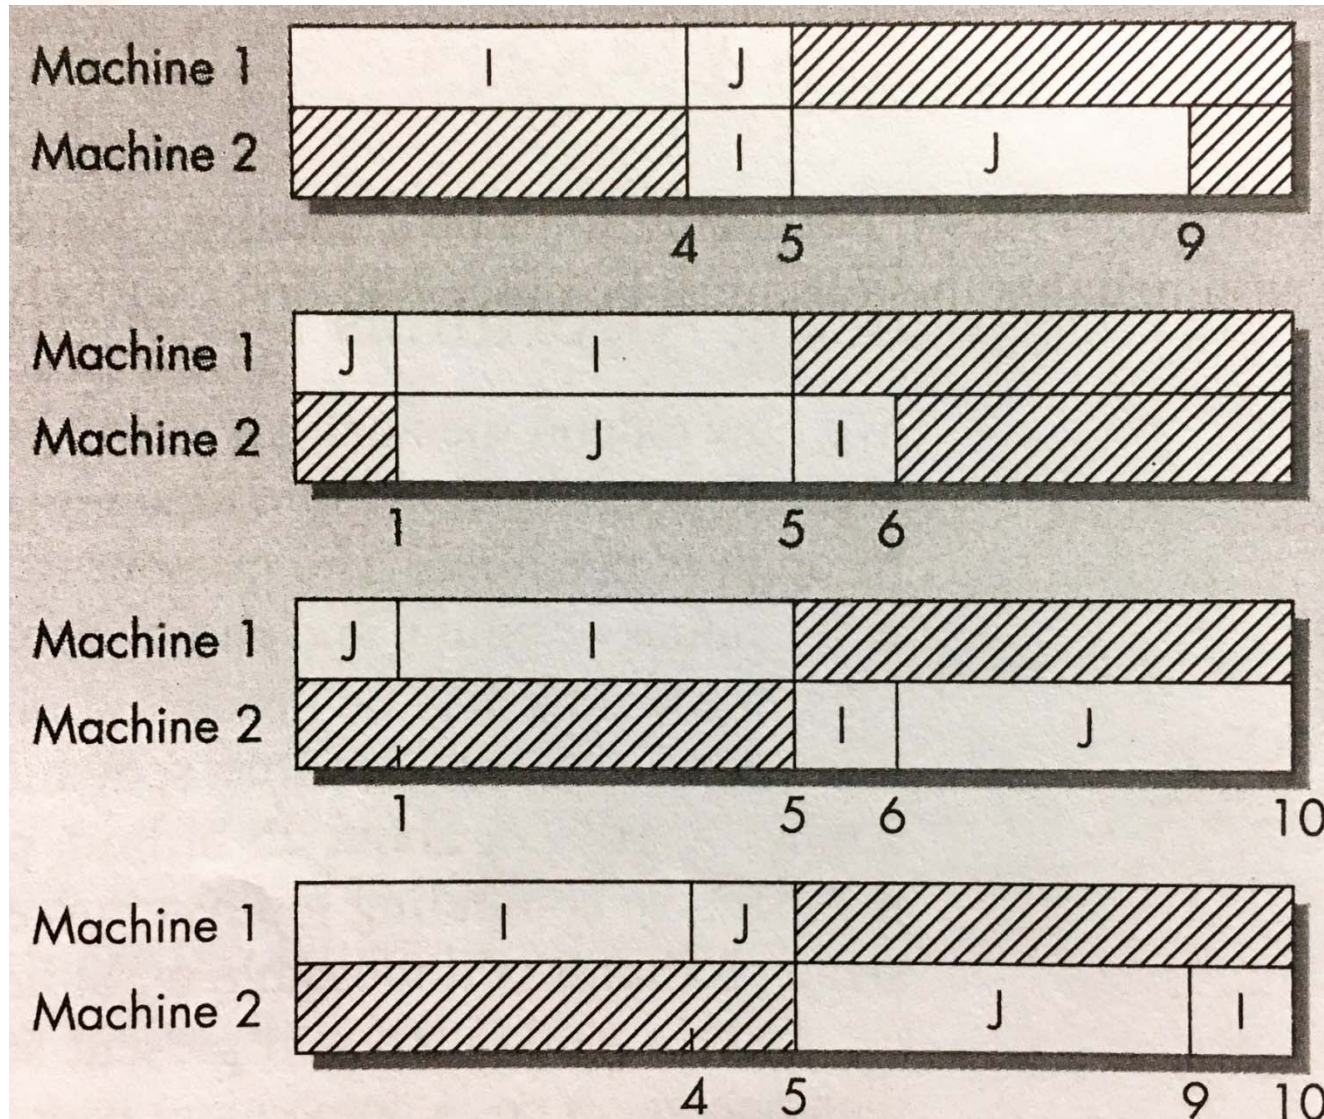 Machine 1 I J
Machine 2 I J
4 5 9
Machine 1 J I
Machine 2 J I
1 5 6
Machine 1 J I
Machine 2 I J
1 5 6 10
Machine 1 I J
Machine 2 J I
4 5 9 10